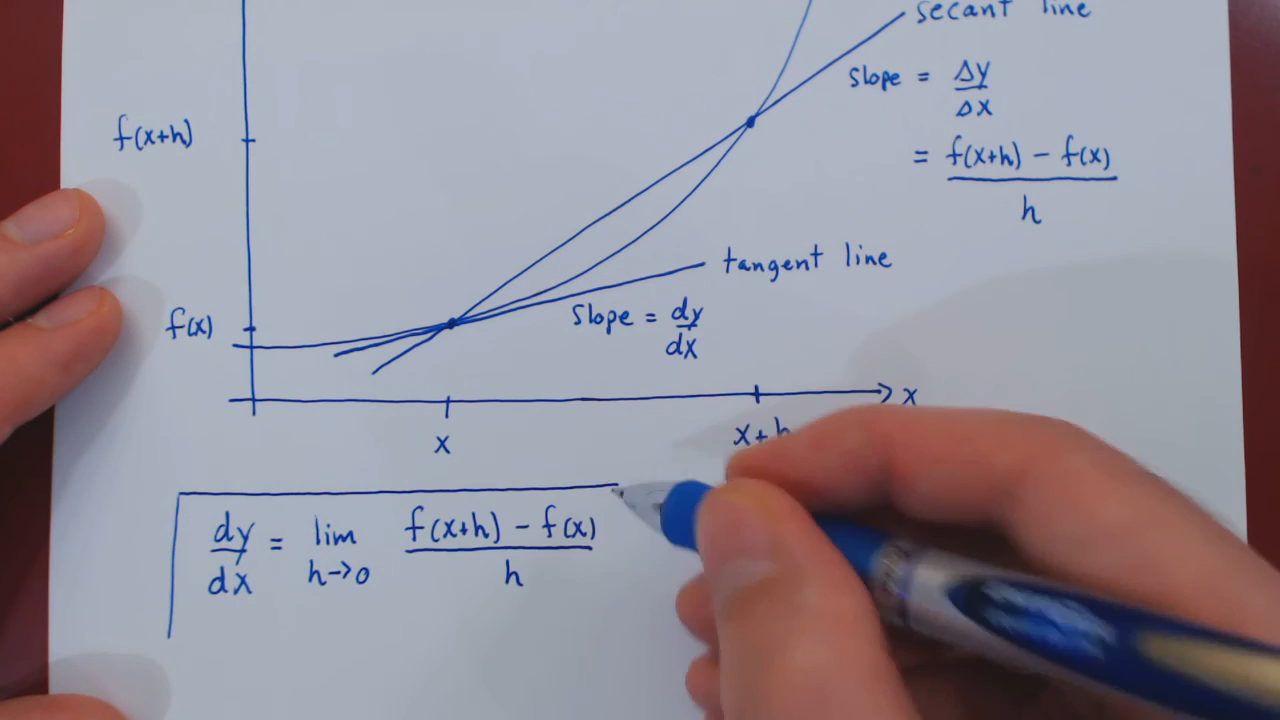 secant line
slope = Δy/Δx
= f(x+h) - f(x)/h
f(x+h)
tangent line
slope = dy/dx
f(x)
x
x
x+h
dy/dx = lim h→0 f(x+h) - f(x)/h